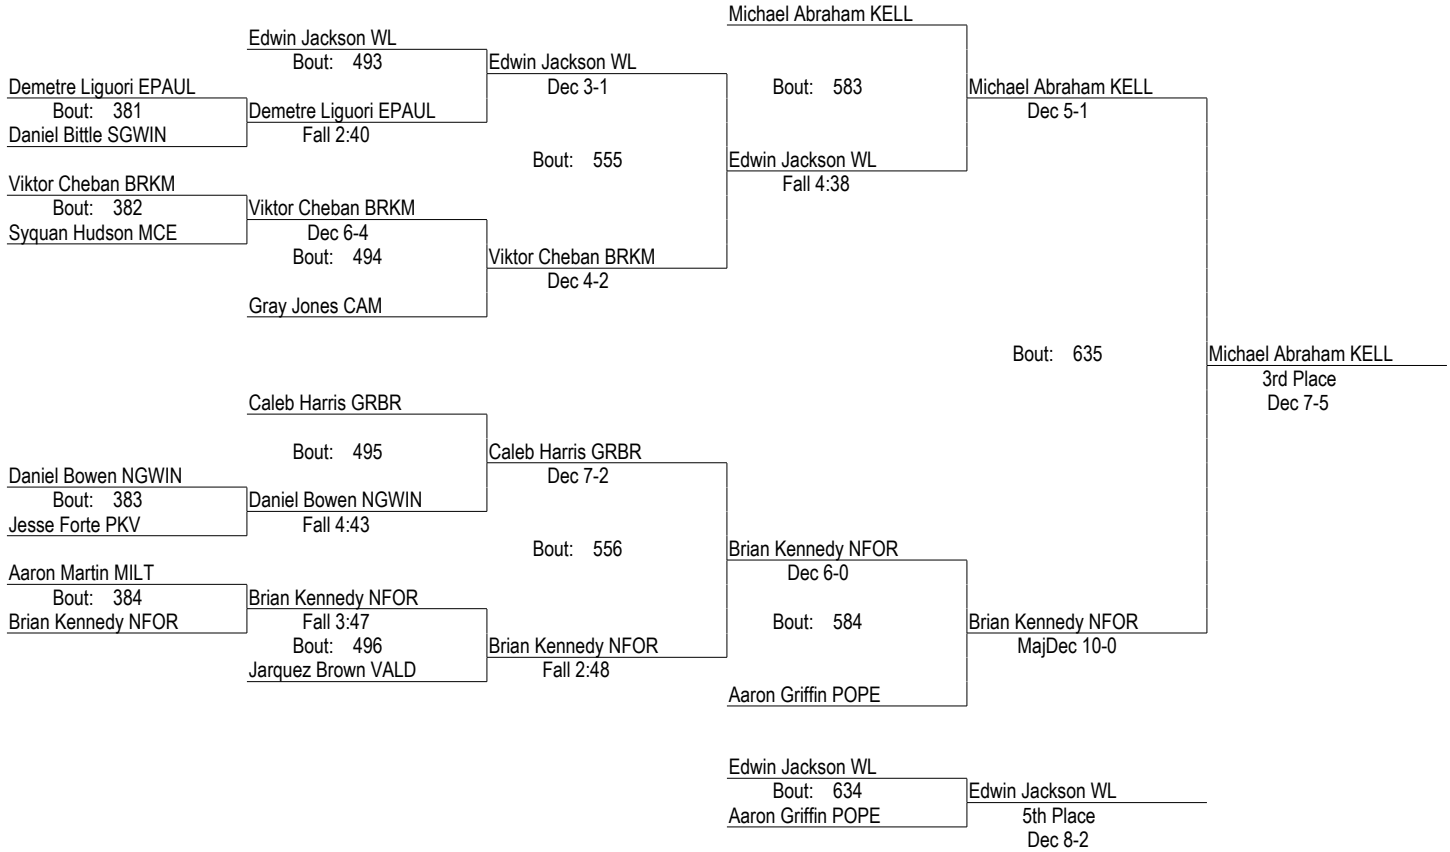 Michael Abraham KELL
Edwin Jackson WL
Bout: 493
Edwin Jackson WL
Dec 3-1
Bout: 583
Demetre Liguori EPAUL
Michael Abraham KELL
Bout: 381
Demetre Liguori EPAUL
Dec 5-1
Daniel Bittle SGWIN
Fall 2:40
Bout: 555
Edwin Jackson WL
Fall 4:38
Viktor Cheban BRKM
Bout: 382
Viktor Cheban BRKM
Syquan Hudson MCE
Dec 6-4
Bout: 494
Viktor Cheban BRKM
Dec 4-2
Gray Jones CAM
Bout: 635
Michael Abraham KELL
3rd Place
Dec 7-5
Caleb Harris GRBR
Bout: 495
Caleb Harris GRBR
Dec 7-2
Daniel Bowen NGWIN
Bout: 383
Daniel Bowen NGWIN
Jesse Forte PKV
Fall 4:43
Bout: 556
Brian Kennedy NFOR
Dec 6-0
Aaron Martin MILT
Bout: 384
Brian Kennedy NFOR
Brian Kennedy NFOR
Fall 3:47
Bout: 584
Brian Kennedy NFOR
Bout: 496
Brian Kennedy NFOR
MajDec 10-0
Jarquez Brown VALD
Fall 2:48
Aaron Griffin POPE
Edwin Jackson WL
Bout: 634
Edwin Jackson WL
Aaron Griffin POPE
5th Place
Dec 8-2